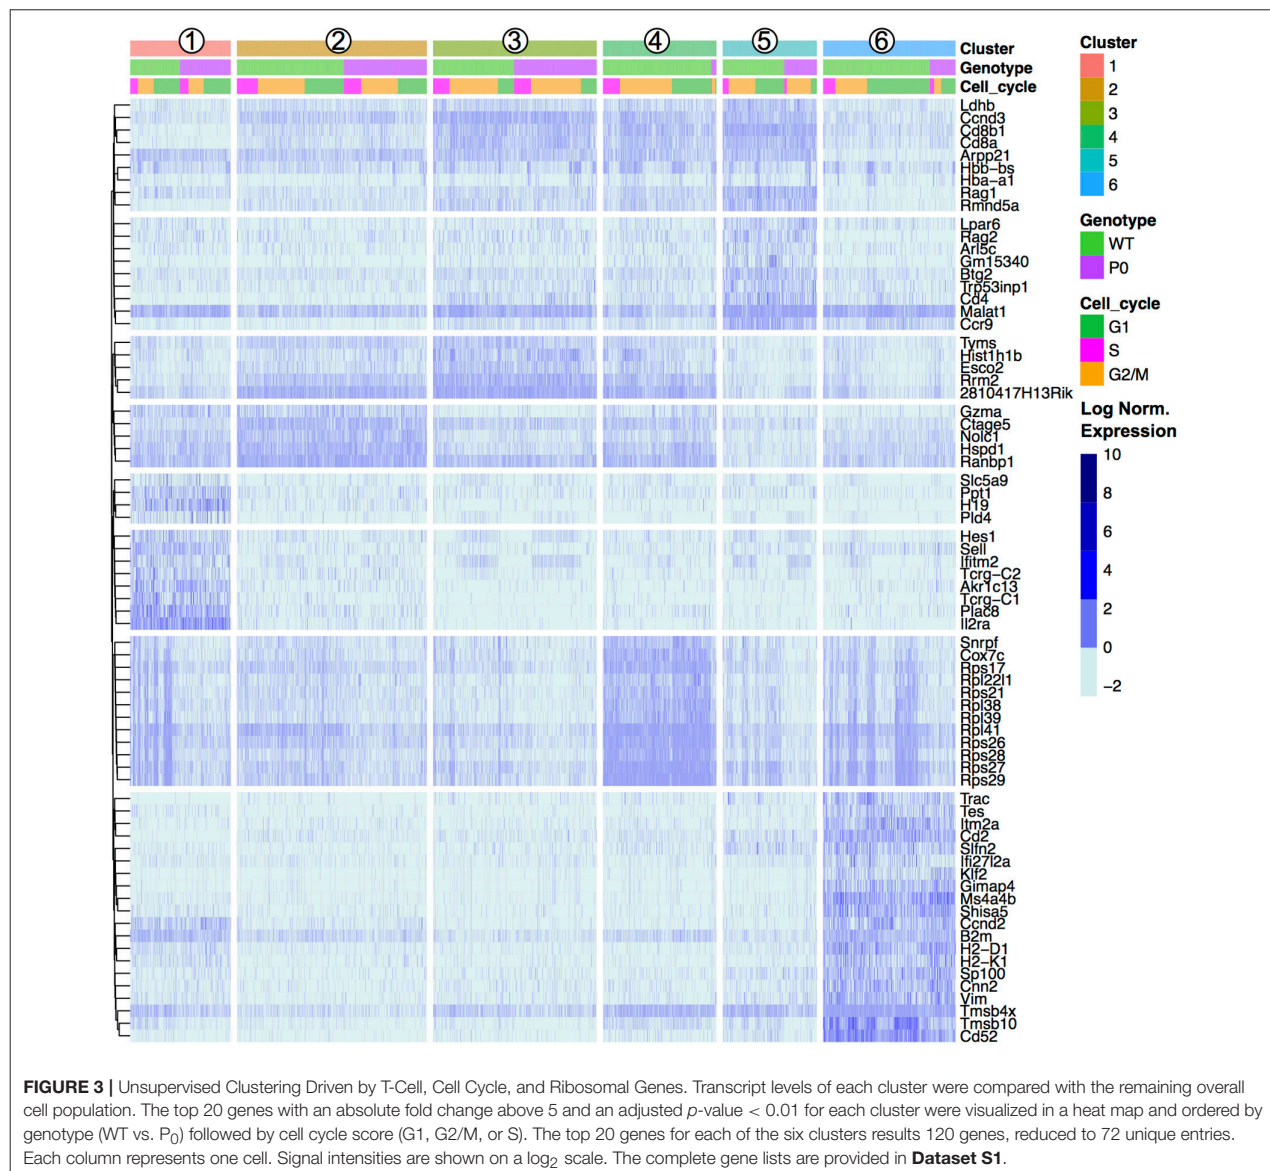 1 2 3 4 5 6
Cluster
Genotype
Cell_cycle
Ldhb
Ccnd3
Cd8b1
Cd8a
Arpp21
Hbb-bs
Hba-a1
Rag1
Rmnd5a
Lpar6
Rag2
Arl5c
Gm15340
Btg2
Trp53inp1
Cd4
Malat1
Ccr9
Tyms
Hist1h1b
Esco2
Rrm2
2810417H13Rik
Gzma
Ctage5
Nolc1
Hspd1
Ranbp1
Slc5a9
Ppt1
H19
Pld4
Hes1
Sell
Ifitm2
Tcrg-C2
Akr1c13
Tcrg-C1
Plac8
Il2ra
Snrpf
Cox7c
Rps17
Rpl22l1
Rps21
Rpl38
Rpl39
Rpl41
Rps26
Rps28
Rps27
Rps29
Trac
Tes
Itm2a
Cd2
Slfn2
Ifi27l2a
Klf2
Gimap4
Ms4a4b
Shisa5
Ccnd2
B2m
H2-D1
H2-K1
Sp100
Cnn2
Vim
Tmsb4x
Tmsb10
Cd52
Cluster
1
2
3
4
5
6
Genotype
WT
P0
Cell_cycle
G1
S
G2/M
Log Norm.
Expression
10
8
6
4
2
0
−2
FIGURE 3 | Unsupervised Clustering Driven by T-Cell, Cell Cycle, and Ribosomal Genes. Transcript levels of each cluster were compared with the remaining overall
cell population. The top 20 genes with an absolute fold change above 5 and an adjusted p-value < 0.01 for each cluster were visualized in a heat map and ordered by
genotype (WT vs. P0) followed by cell cycle score (G1, G2/M, or S). The top 20 genes for each of the six clusters results 120 genes, reduced to 72 unique entries.
Each column represents one cell. Signal intensities are shown on a log2 scale. The complete gene lists are provided in Dataset S1.